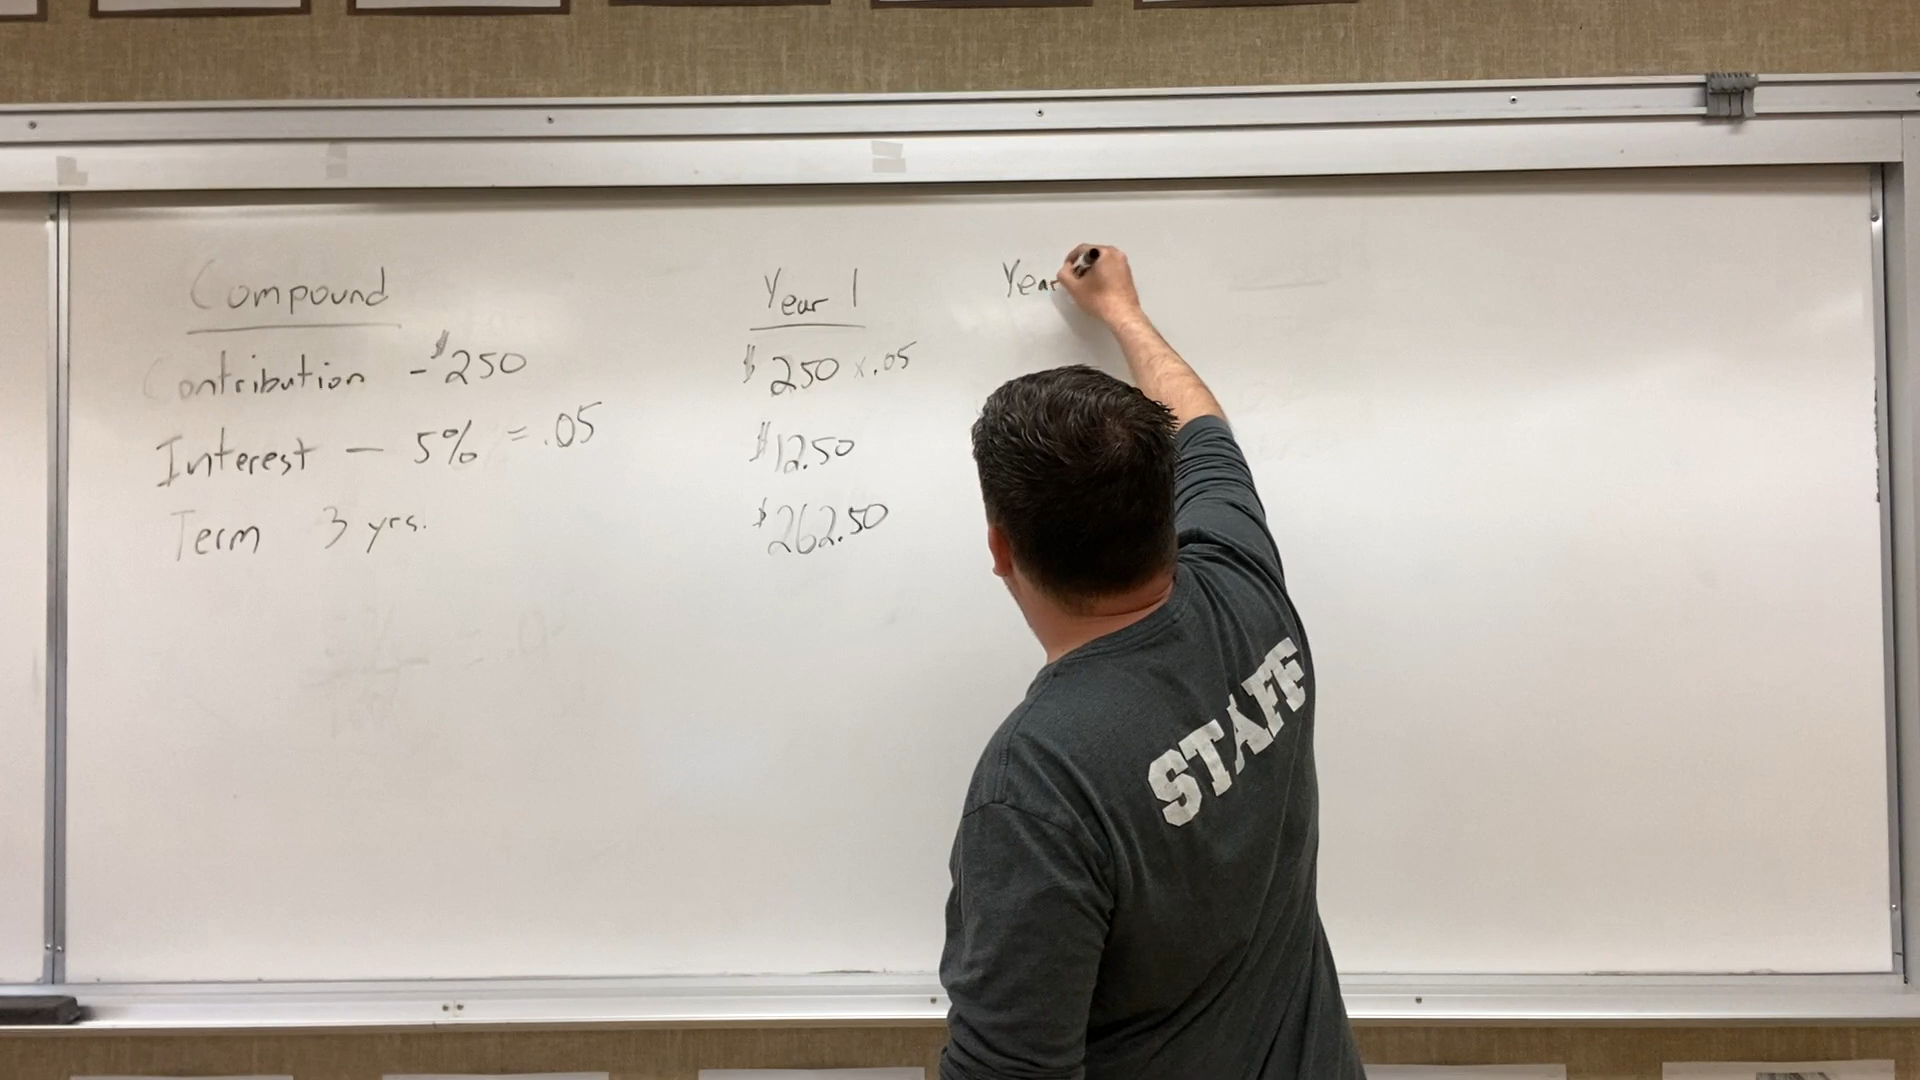 Compound
Contribution - $250
Interest - 5% = .05
Term 3 yrs.
Year 1
$250 x .05
$12.50
$262.50
Year
STAFF